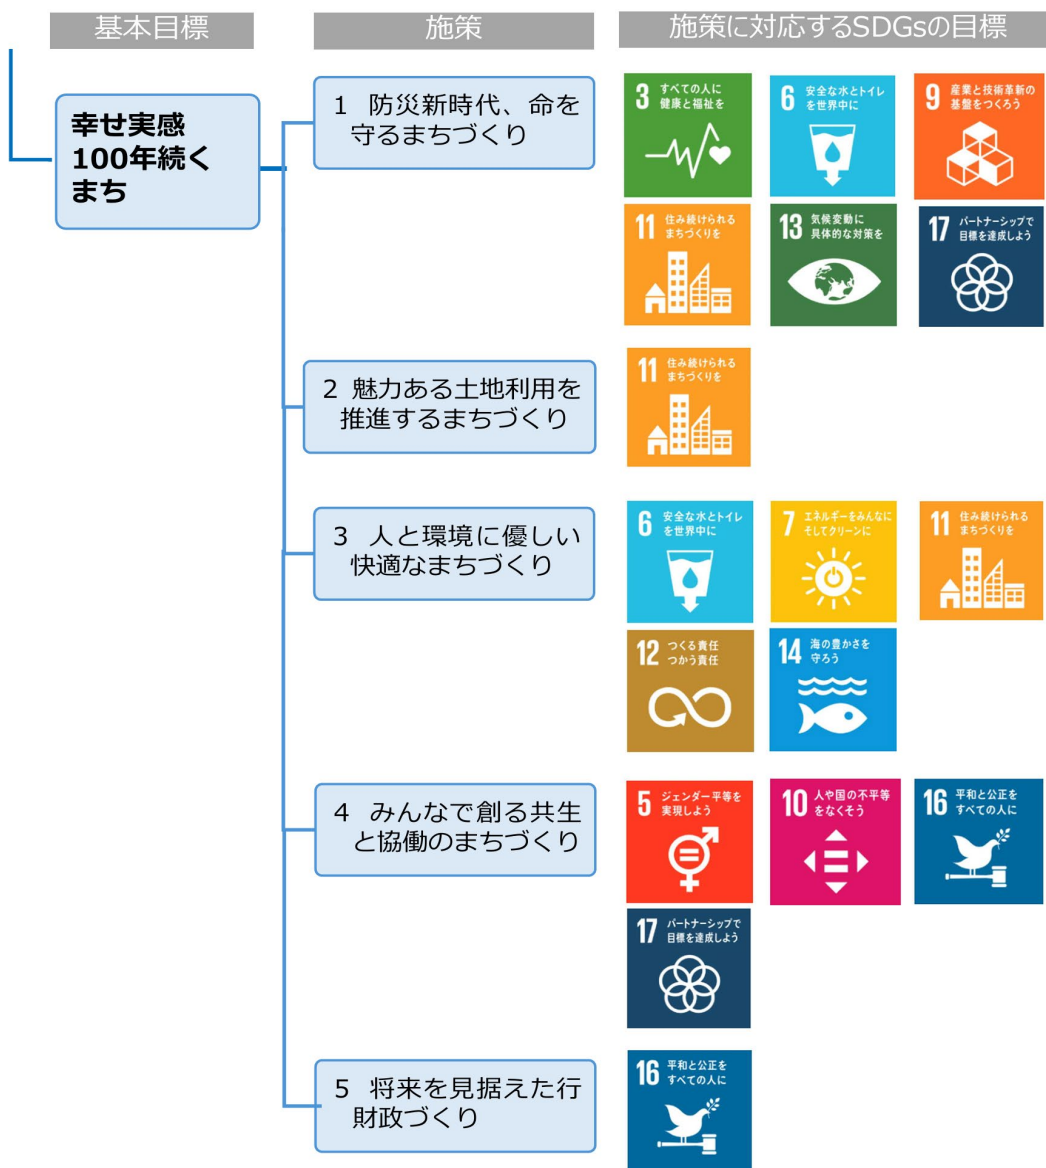 基本目標
施策
施策に対応するSDGsの目標
幸せ実感
100年続く
まち
1 防災新時代、命を
守るまちづくり
3 すべての人に
健康と福祉を
6 安全な水とトイレ
を世界中に
9 産業と技術革新の
基盤をつくろう
11 住み続けられる
まちづくりを
13 気候変動に
具体的な対策を
17 パートナーシップで
目標を達成しよう
2 魅力ある土地利用を
推進するまちづくり
11 住み続けられる
まちづくりを
3 人と環境に優しい
快適なまちづくり
6 安全な水とトイレ
を世界中に
7 エネルギーをみんなに
そしてクリーンに
11 住み続けられる
まちづくりを
12 つくる責任
つかう責任
14 海の豊かさを
守ろう
4 みんなで創る共生
と協働のまちづくり
5 ジェンダー平等を
実現しよう
10 人や国の不平等
をなくそう
16 平和と公正を
すべての人に
17 パートナーシップで
目標を達成しよう
5 将来を見据えた行
財政づくり
16 平和と公正を
すべての人に